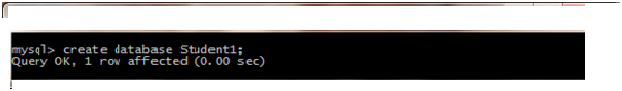 mysql> create database Student1;
Query OK, 1 row affected (0.00 sec)